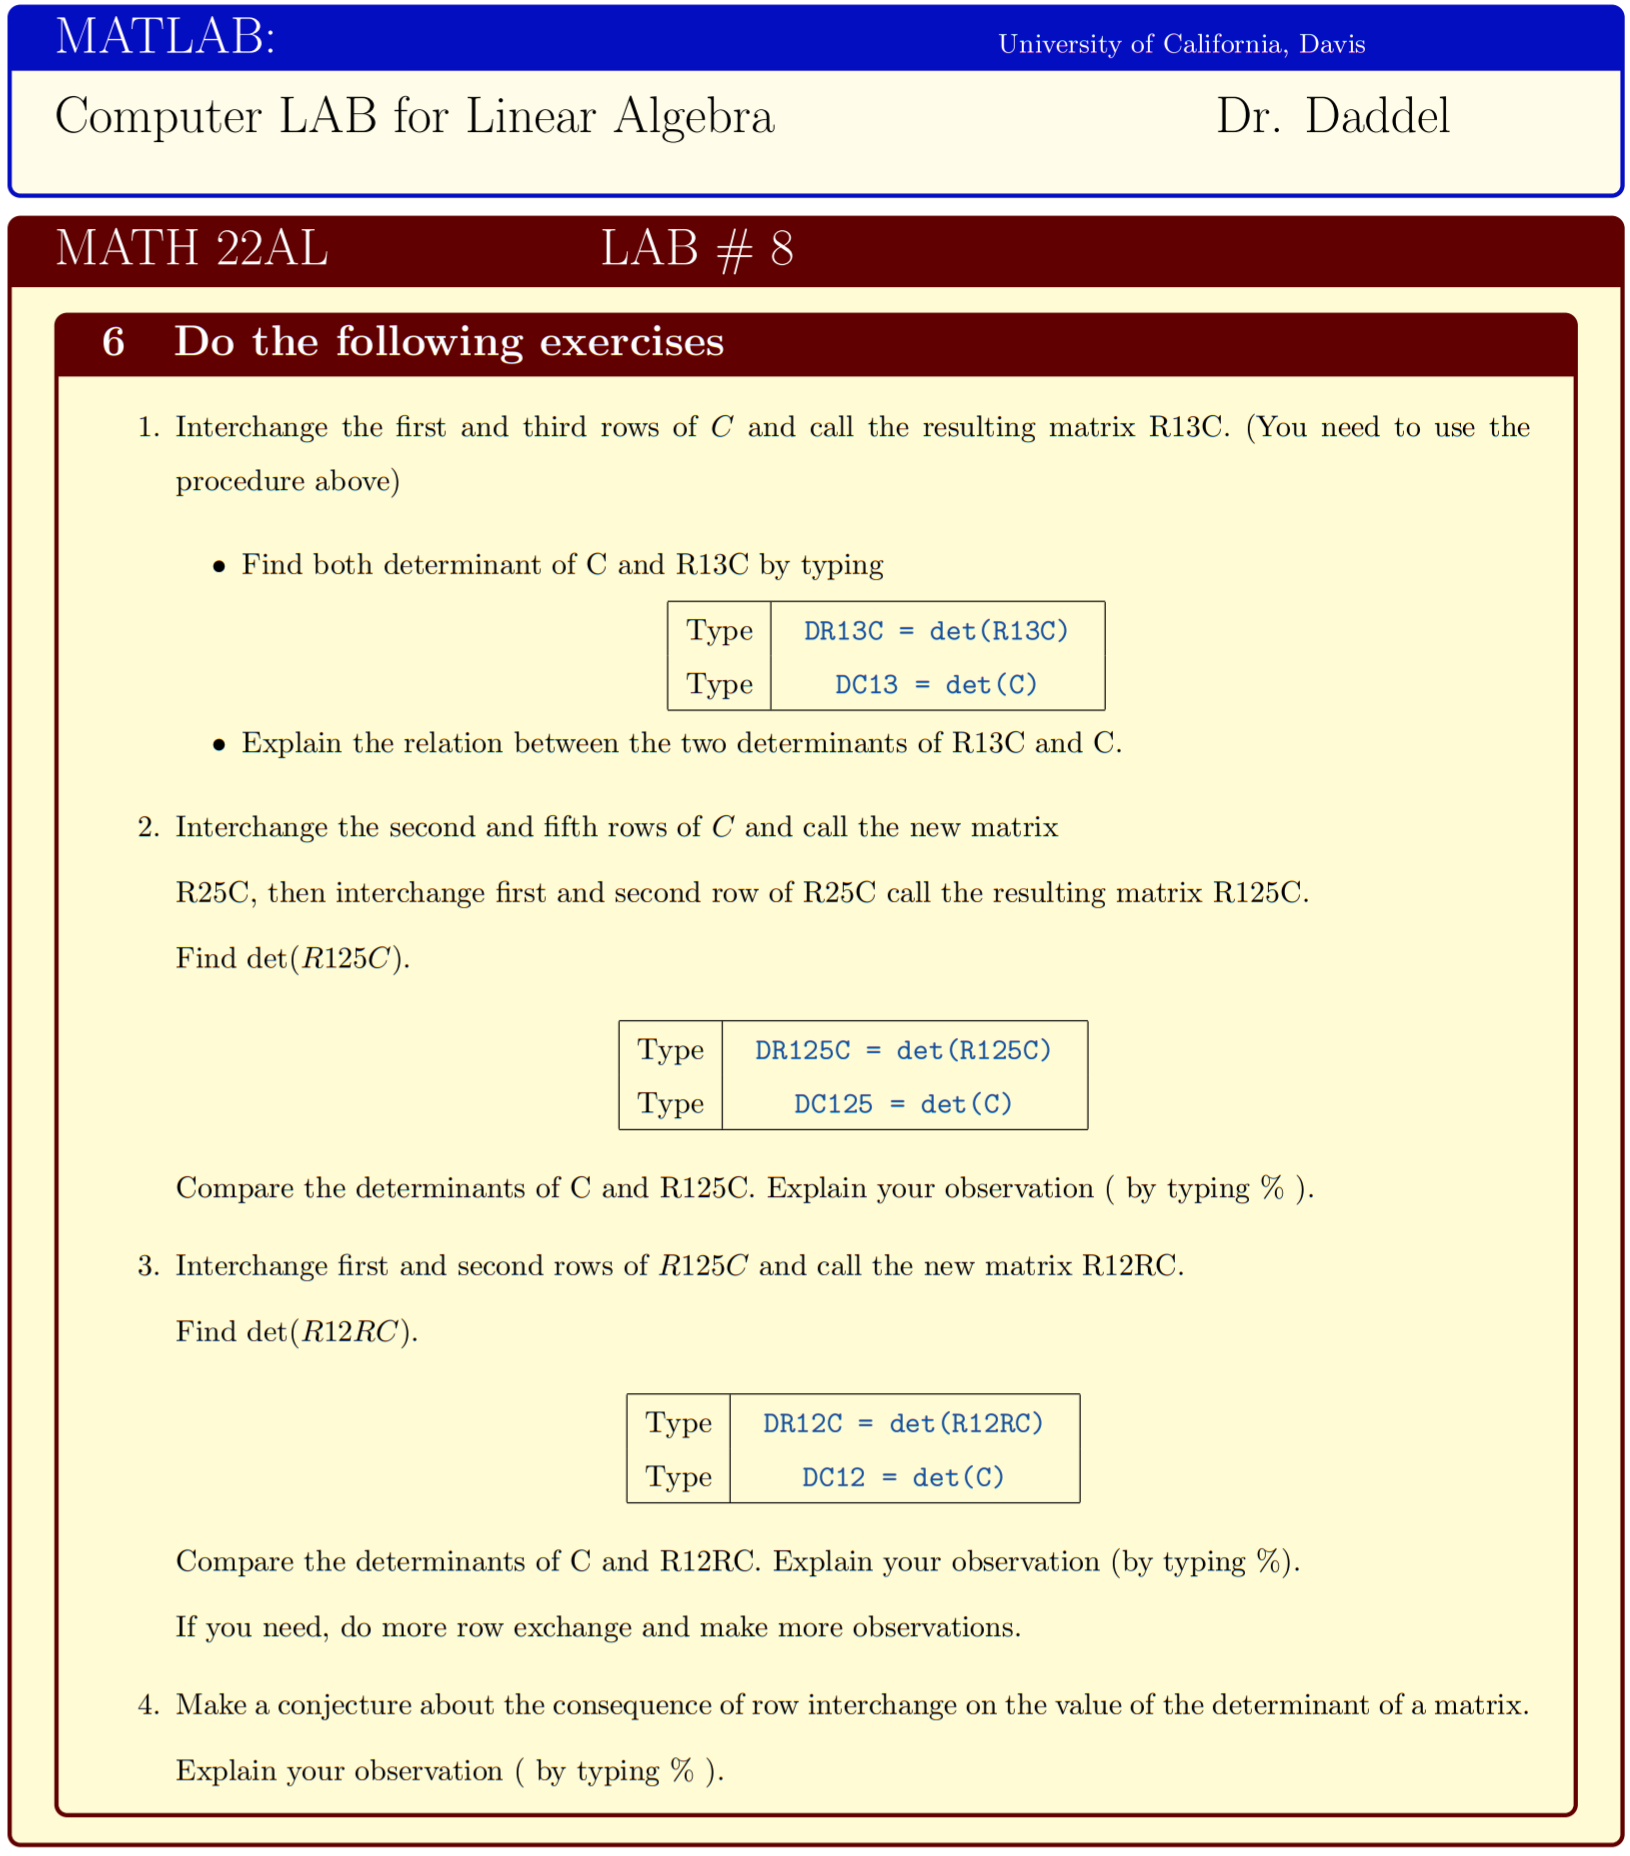 MATLAB: University of California, Davis
Computer LAB for Linear Algebra Dr. Daddel
MATH 22AL LAB # 8
6 Do the following exercises
1. Interchange the first and third rows of C and call the resulting matrix R13C. (You need to use the
procedure above)
• Find both determinant of C and R13C by typing
Type DR13C = det(R13C)
Type DC13 = det(C)
• Explain the relation between the two determinants of R13C and C.
2. Interchange the second and fifth rows of C and call the new matrix
R25C, then interchange first and second row of R25C call the resulting matrix R125C.
Find det(R125C).
Type DR125C = det(R125C)
Type DC125 = det(C)
Compare the determinants of C and R125C. Explain your observation ( by typing % ).
3. Interchange first and second rows of R125C and call the new matrix R12RC.
Find det(R12RC).
Type DR12C = det(R12RC)
Type DC12 = det(C)
Compare the determinants of C and R12RC. Explain your observation (by typing %).
If you need, do more row exchange and make more observations.
4. Make a conjecture about the consequence of row interchange on the value of the determinant of a matrix.
Explain your observation ( by typing % ).